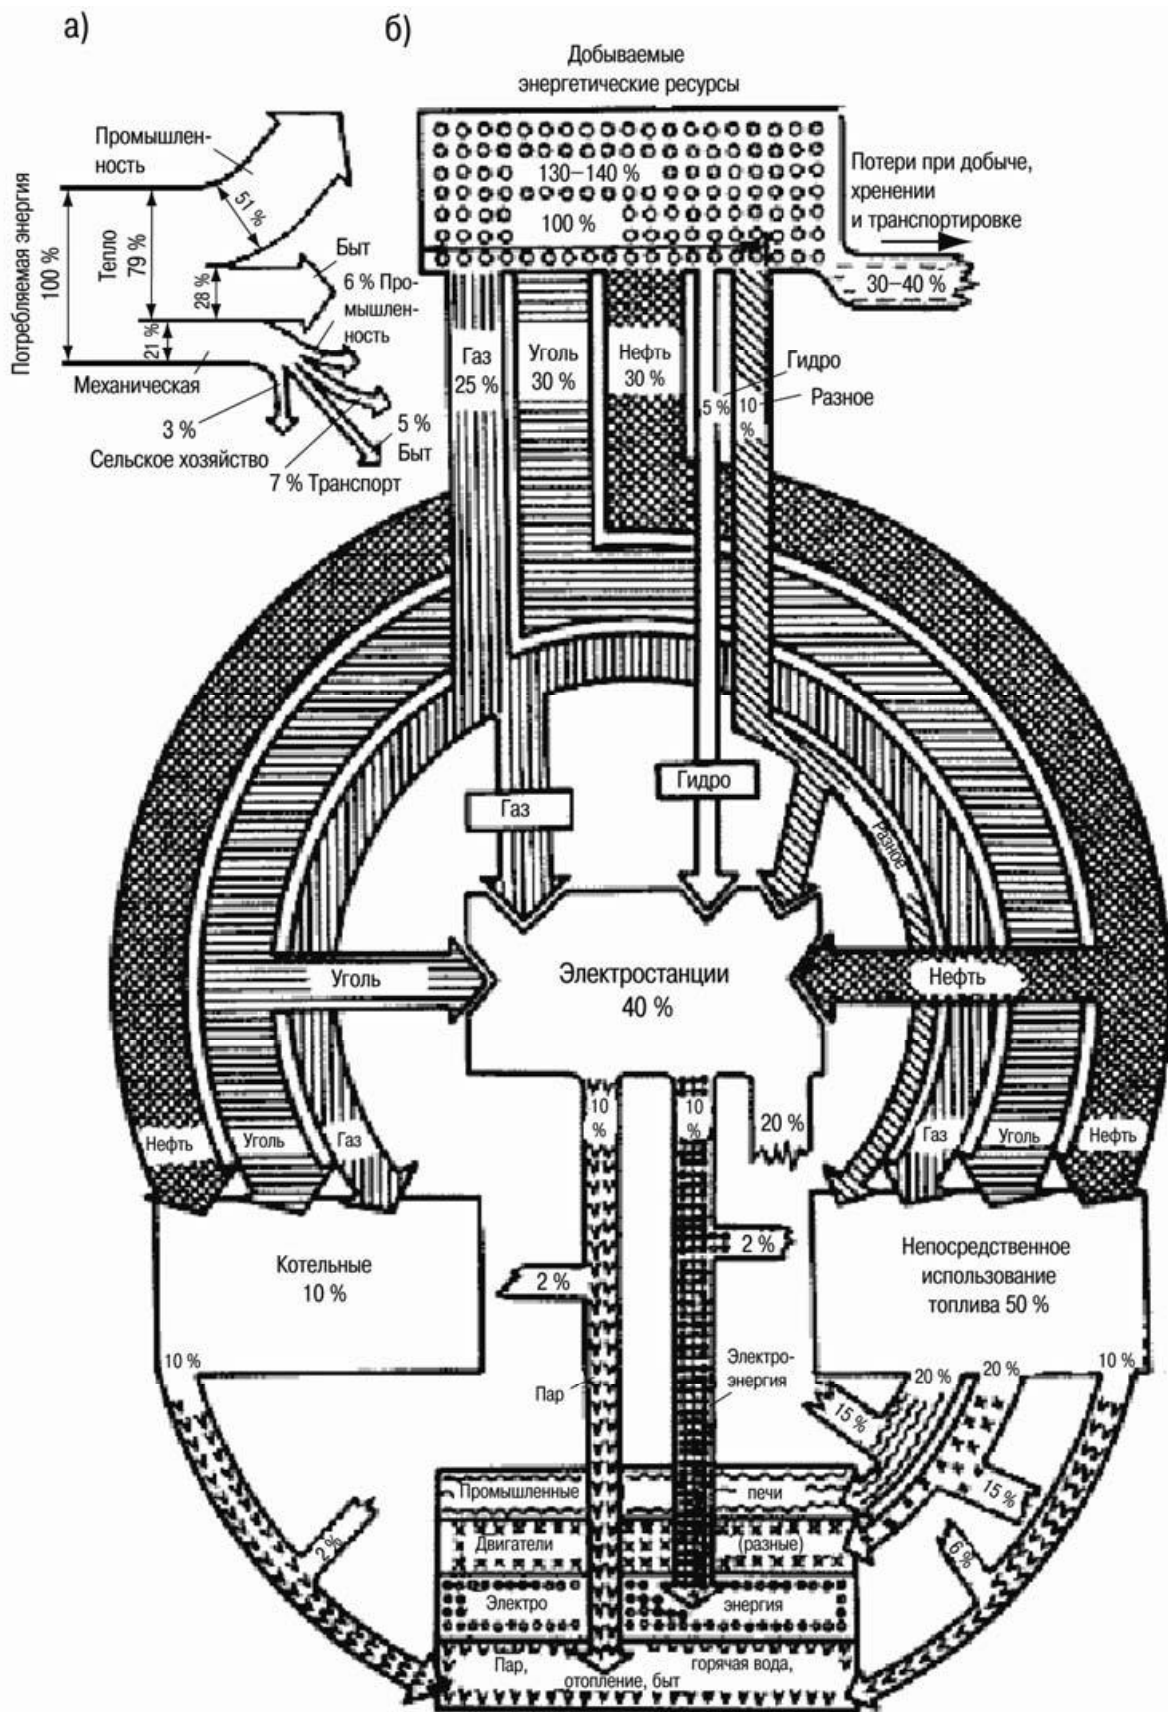 а)
Промышлен-
ность
Потребляемая энергия
100 %
Тепло
79 %
51 %
28 %
21 %
Быт
6 % Про-
мышлен-
ность
Механическая
3 %
Сельское хозяйство
5 %
Быт
7 % Транспорт
б)
Добываемые
энергетические ресурсы
130–140 %
100 %
Потери при добыче,
хренении
и транспортировке
30–40 %
Газ
25 %
Уголь
30 %
Нефть
30 %
5 %
Гидро
10
%
Разное
Газ
Гидро
Разное
Уголь
Электростанции
40 %
Нефть
10
%
10
%
20 %
Нефть
Уголь
Газ
Газ
Уголь
Нефть
Котельные
10 %
2 %
2 %
Непосредственное
использование
топлива 50 %
10 %
Пар
Электро-
энергия
20 %
20 %
10 %
15 %
15 %
6 %
2 %
Промышленные печи
Двигатели (разные)
Электро энергия
Пар, горячая вода,
отопление, быт